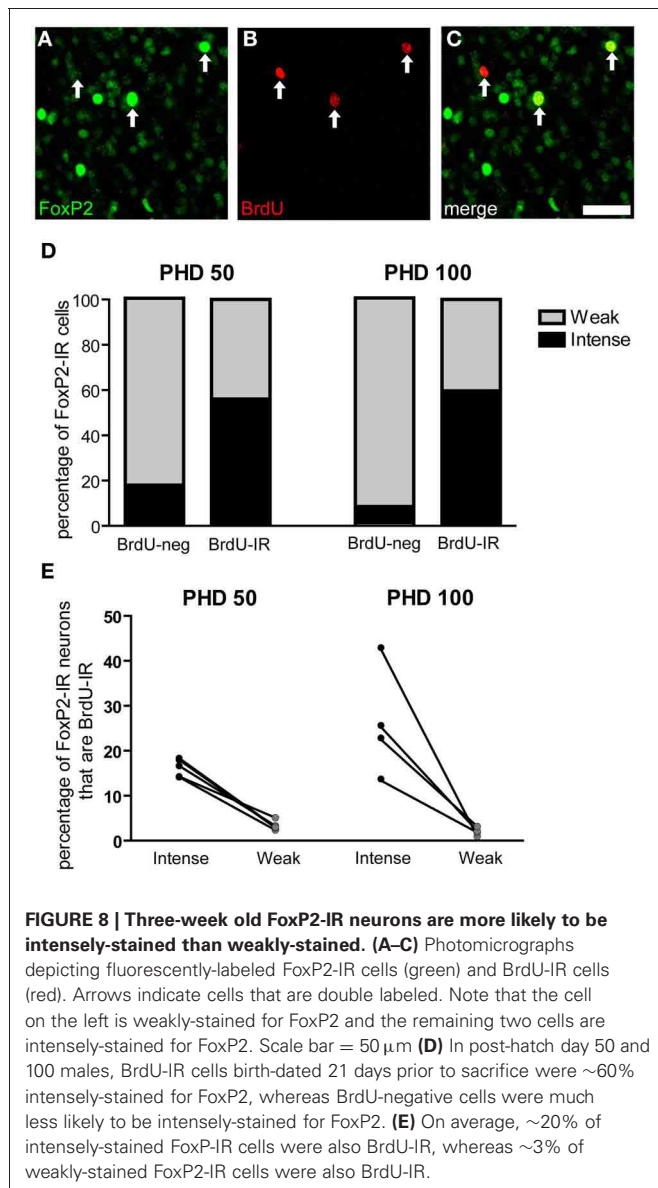 A
B
C
FoxP2
BrdU
merge
D
PHD 50
PHD 100
Weak
Intense
percentage of FoxP2-IR cells
100
80
60
40
20
0
BrdU-neg
BrdU-IR
BrdU-neg
BrdU-IR
E
PHD 50
PHD 100
percentage of FoxP2-IR neurons
that are BrdU-IR
50
40
30
20
10
0
Intense
Weak
Intense
Weak
FIGURE 8 | Three-week old FoxP2-IR neurons are more likely to be
intensely-stained than weakly-stained. (A–C) Photomicrographs
depicting fluorescently-labeled FoxP2-IR cells (green) and BrdU-IR cells
(red). Arrows indicate cells that are double labeled. Note that the cell
on the left is weakly-stained for FoxP2 and the remaining two cells are
intensely-stained for FoxP2. Scale bar = 50 μm (D) In post-hatch day 50 and
100 males, BrdU-IR cells birth-dated 21 days prior to sacrifice were ~60%
intensely-stained for FoxP2, whereas BrdU-negative cells were much
less likely to be intensely-stained for FoxP2. (E) On average, ~20% of
intensely-stained FoxP-IR cells were also BrdU-IR, whereas ~3% of
weakly-stained FoxP2-IR cells were also BrdU-IR.